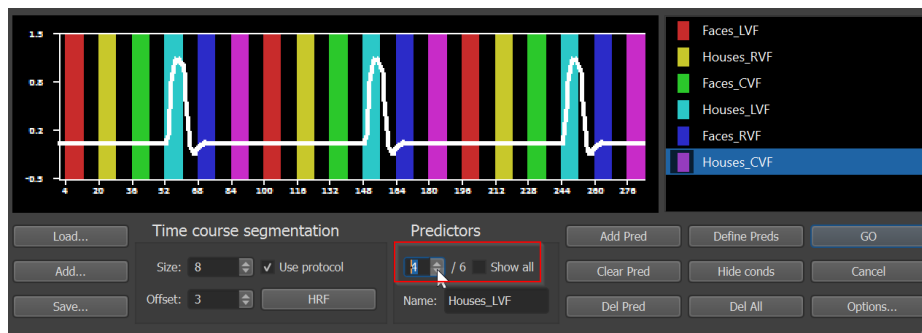 1.5
0.8
0.2
-0.5
4 20 36 52 68 84 100 116 132 148 164 180 196 212 228 244 260 276
Faces_LVF
Houses_RVF
Faces_CVF
Houses_LVF
Faces_RVF
Houses_CVF
Load...
Add...
Save...
Time course segmentation
Size: 8 Use protocol
Offset: 3 HRF
Predictors
4 / 6 Show all
Name: Houses_LVF
Add Pred Define Preds GO
Clear Pred Hide conds Cancel
Del Pred Del All Options...